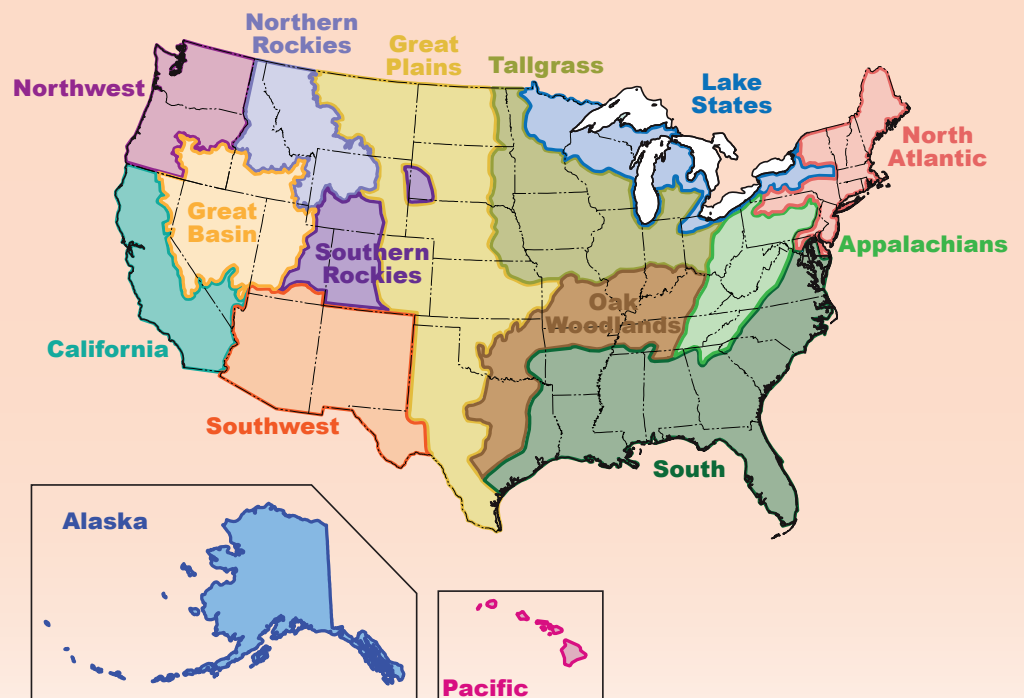 Northern
Rockies
Great
Plains
Tallgrass
Northwest
Lake
States
North
Atlantic
Great
Basin
Southern
Rockies
Appalachians
Oak
Woodlands
California
Southwest
South
Alaska
Pacific